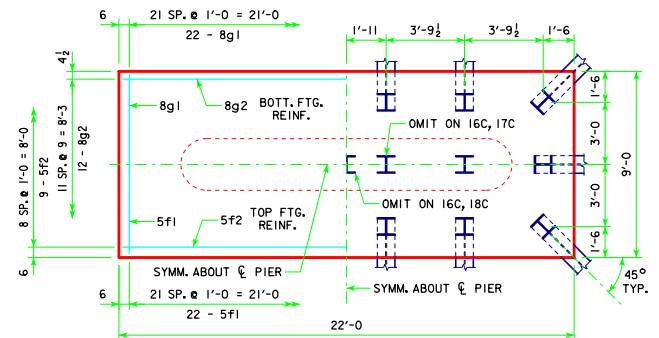 6
21 SP. @ 1'-0 = 21'-0
22 - 8g1
1'-11
3'-9½
3'-9½
1'-6
4½
8g1
8g2
BOTT. FTG.
REINF.
OMIT ON 16C, 17C
1'-6
3'-0
9'-0
8 SP. @ 1'-0 = 8'-0
9 - 5f2
11 SP. @ 9 = 8'-3
12 - 8g2
5f1
5f2
TOP FTG.
REINF.
OMIT ON 16C, 18C
3'-0
1'-6
6
SYMM. ABOUT ℄ PIER
SYMM. ABOUT ℄ PIER
45°
TYP.
6
21 SP. @ 1'-0 = 21'-0
22 - 5f1
22'-0